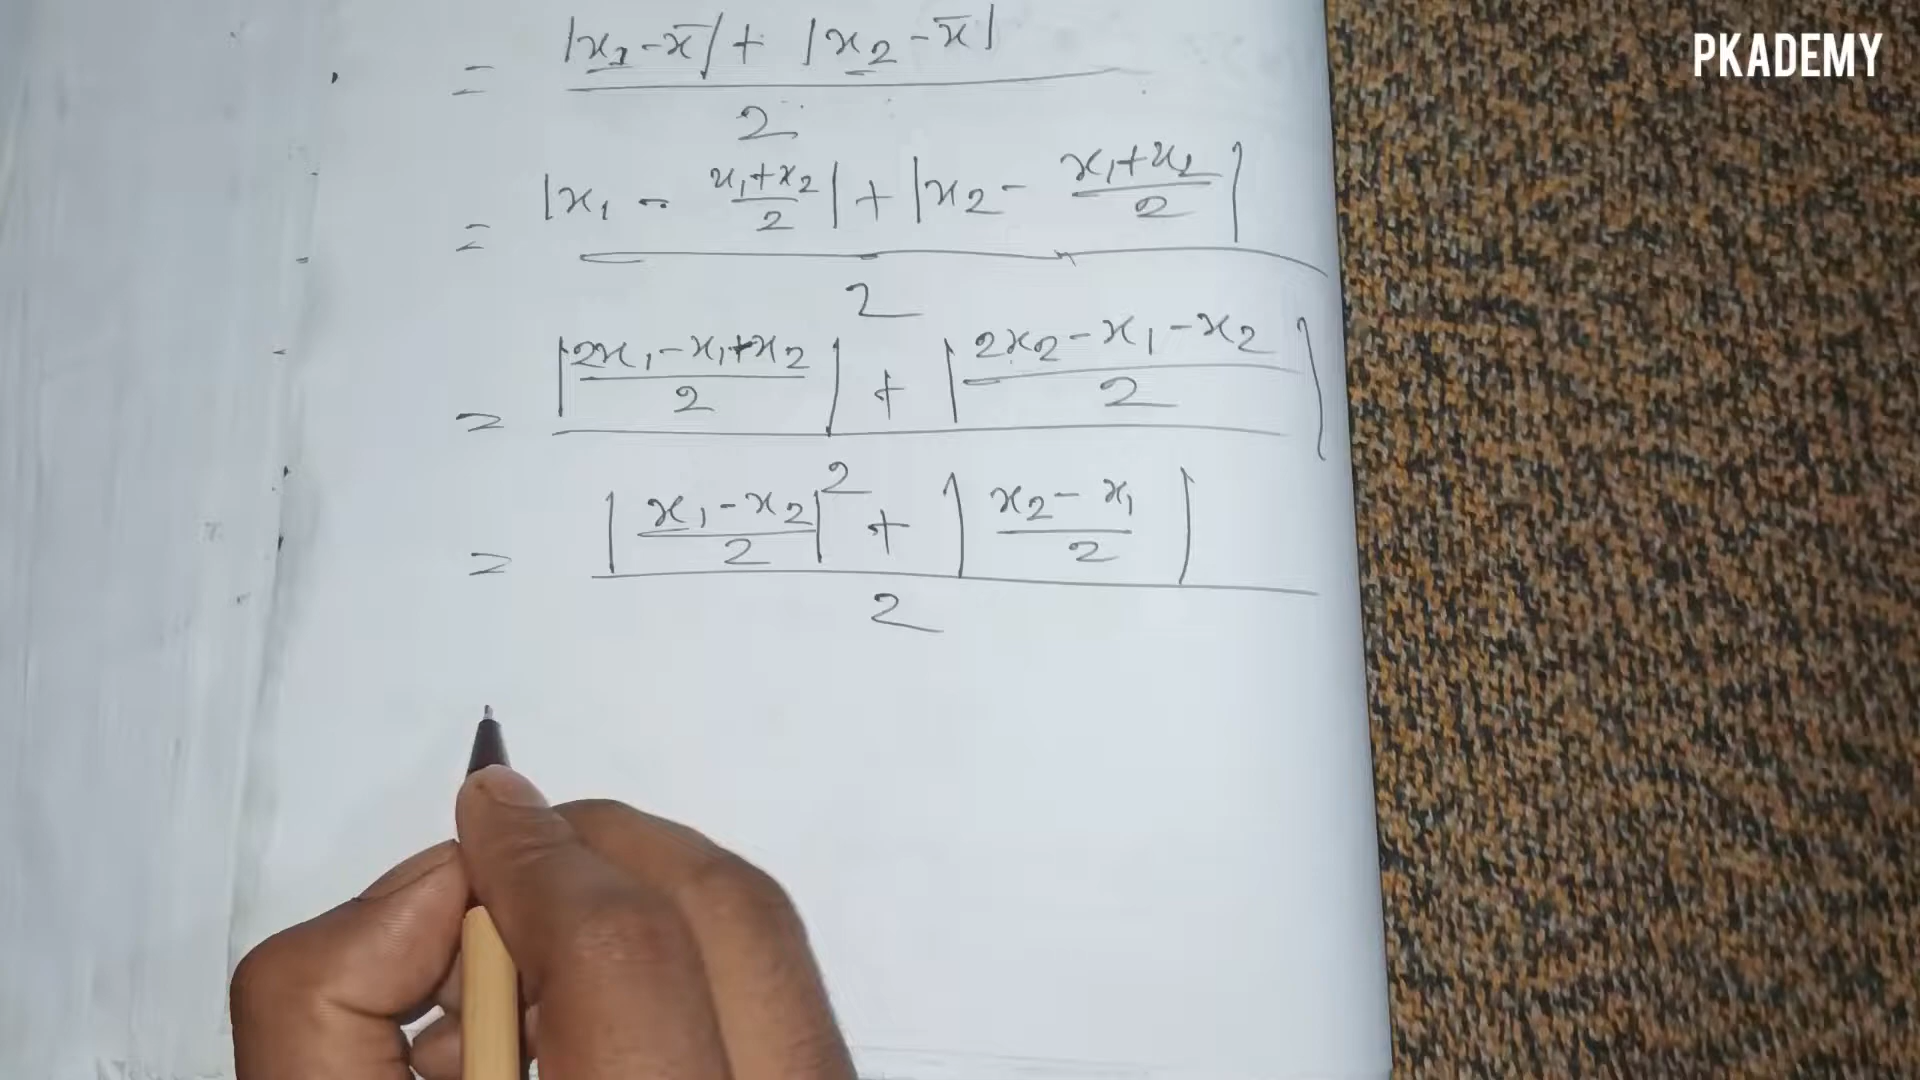 PKADEMY
= |x₁ - x̄| + |x₂ - x̄| / 2
= |x₁ - (x₁+x₂)/2| + |x₂ - (x₁+x₂)/2| / 2
= |(2x₁-x₁+x₂)/2| + |(2x₂-x₁-x₂)/2| / 2
= |(x₁-x₂)/2| + |(x₂-x₁)/2| / 2